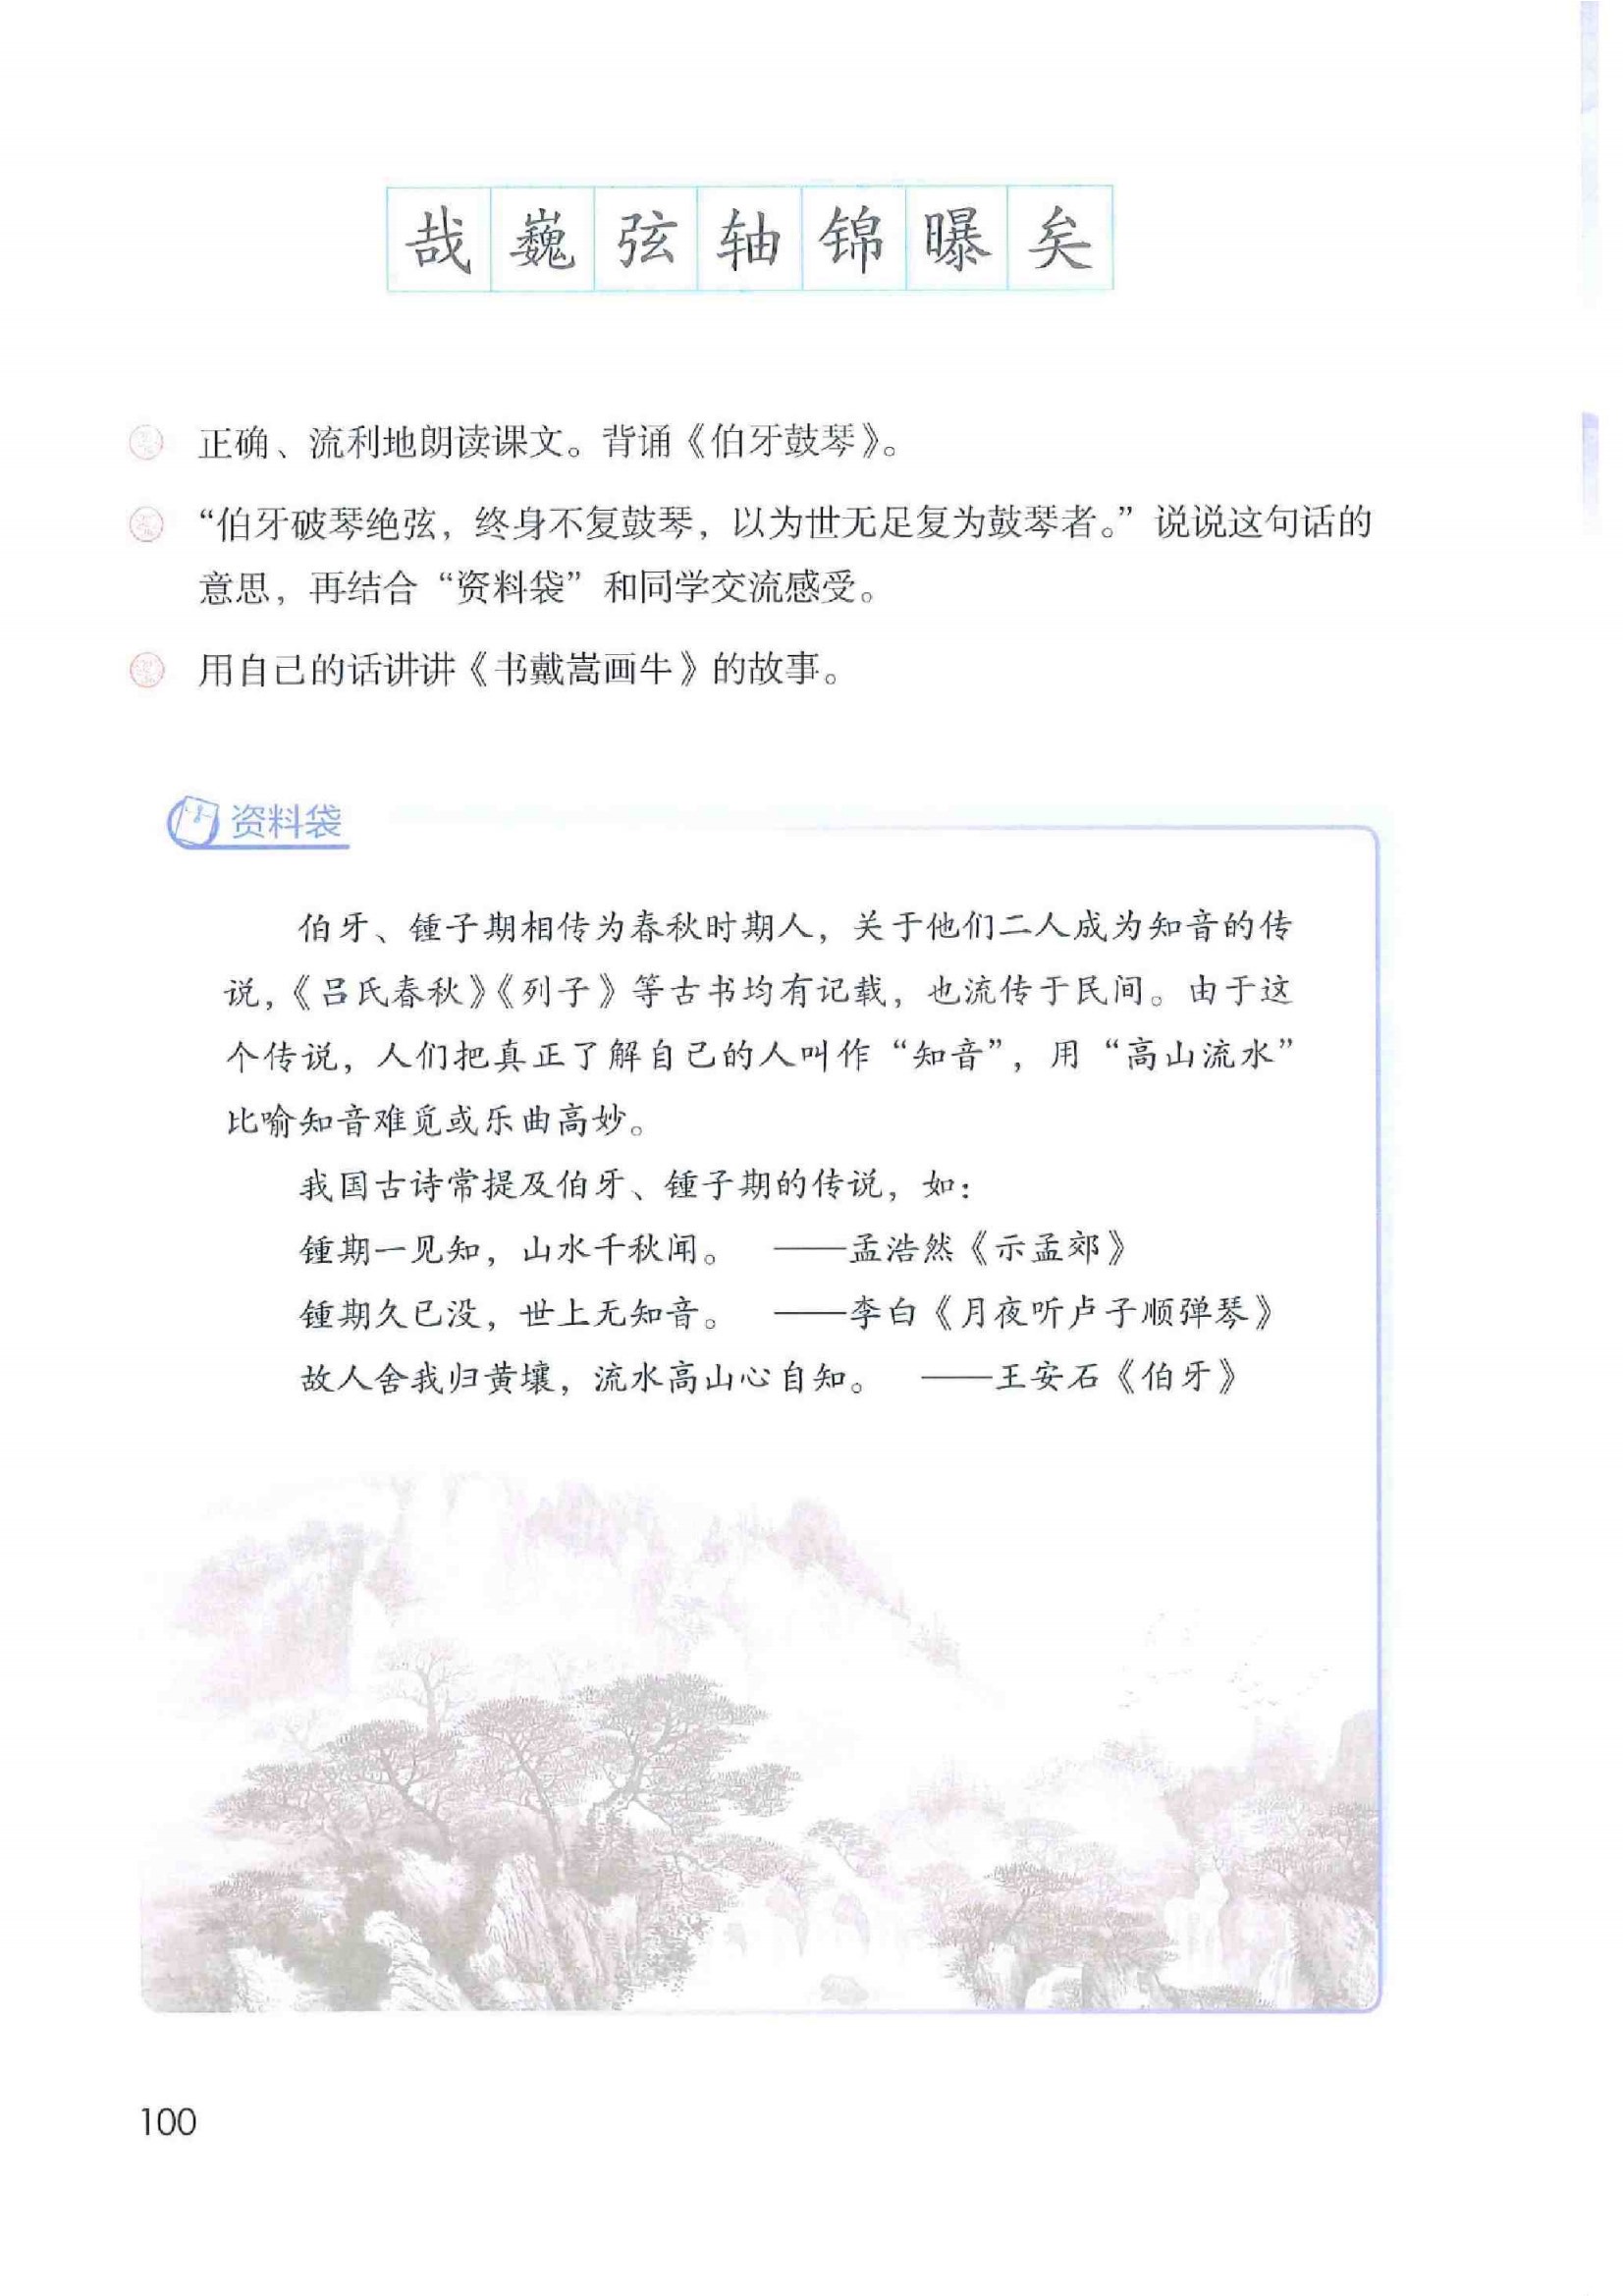 哉巍弦轴锦曝矣
正确、流利地朗读课文。背诵《伯牙鼓琴》。
“伯牙破琴绝弦，终身不复鼓琴，以为世无足复为鼓琴者。”说说这句话的
意思，再结合“资料袋”和同学交流感受。
用自己的话讲讲《书戴嵩画牛》的故事。
资料袋
伯牙、锺子期相传为春秋时期人，关于他们二人成为知音的传
说，《吕氏春秋》《列子》等古书均有记载，也流传于民间。由于这
个传说，人们把真正了解自己的人叫作“知音”，用“高山流水”
比喻知音难觅或乐曲高妙。
我国古诗常提及伯牙、锺子期的传说，如：
锺期一见知，山水千秋闻。 ——孟浩然《示孟郊》
锺期久已没，世上无知音。 ——李白《月夜听卢子顺弹琴》
故人舍我归黄壤，流水高山心自知。 ——王安石《伯牙》
100